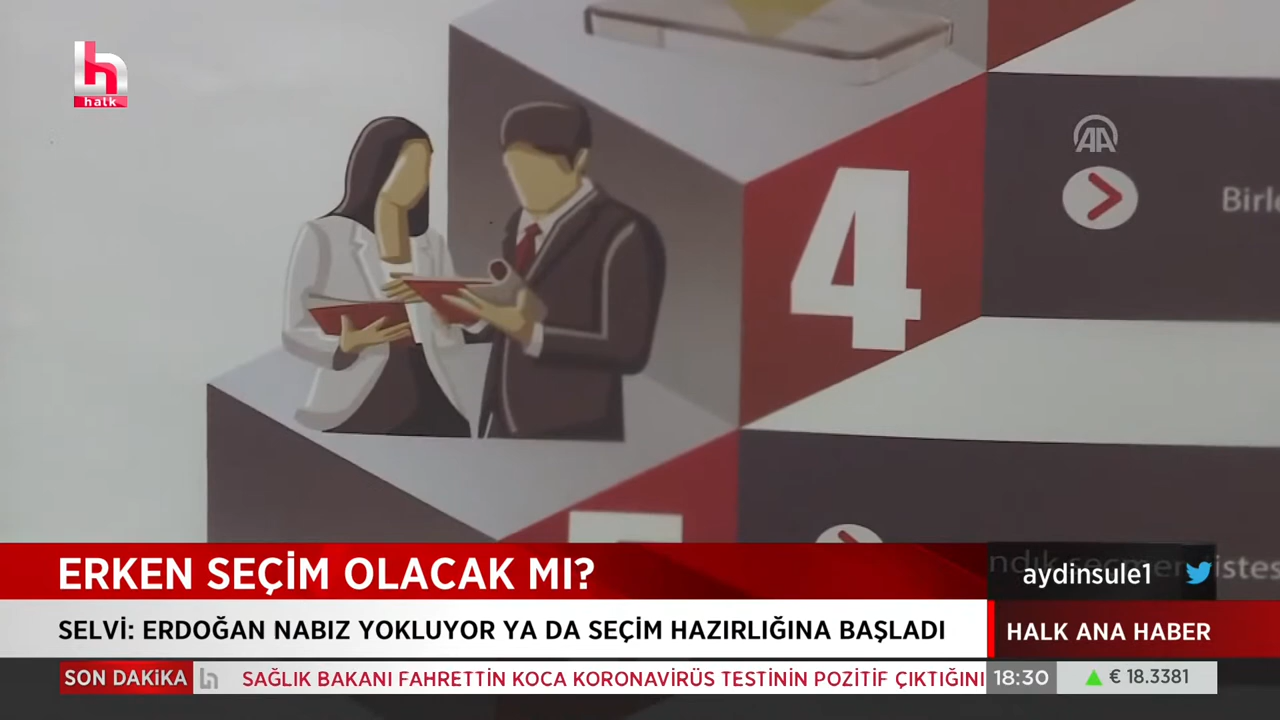 halk
AA
4
Birle
ERKEN SEÇİM OLACAK MI?
aydinsule1
SELVİ: ERDOĞAN NABIZ YOKLUYOR YA DA SEÇİM HAZIRLIĞINA BAŞLADI
HALK ANA HABER
SON DAKİKA
SAĞLIK BAKANI FAHRETTİN KOCA KORONAVİRÜS TESTİNİN POZİTİF ÇIKTIĞINI
18:30
€ 18.3381